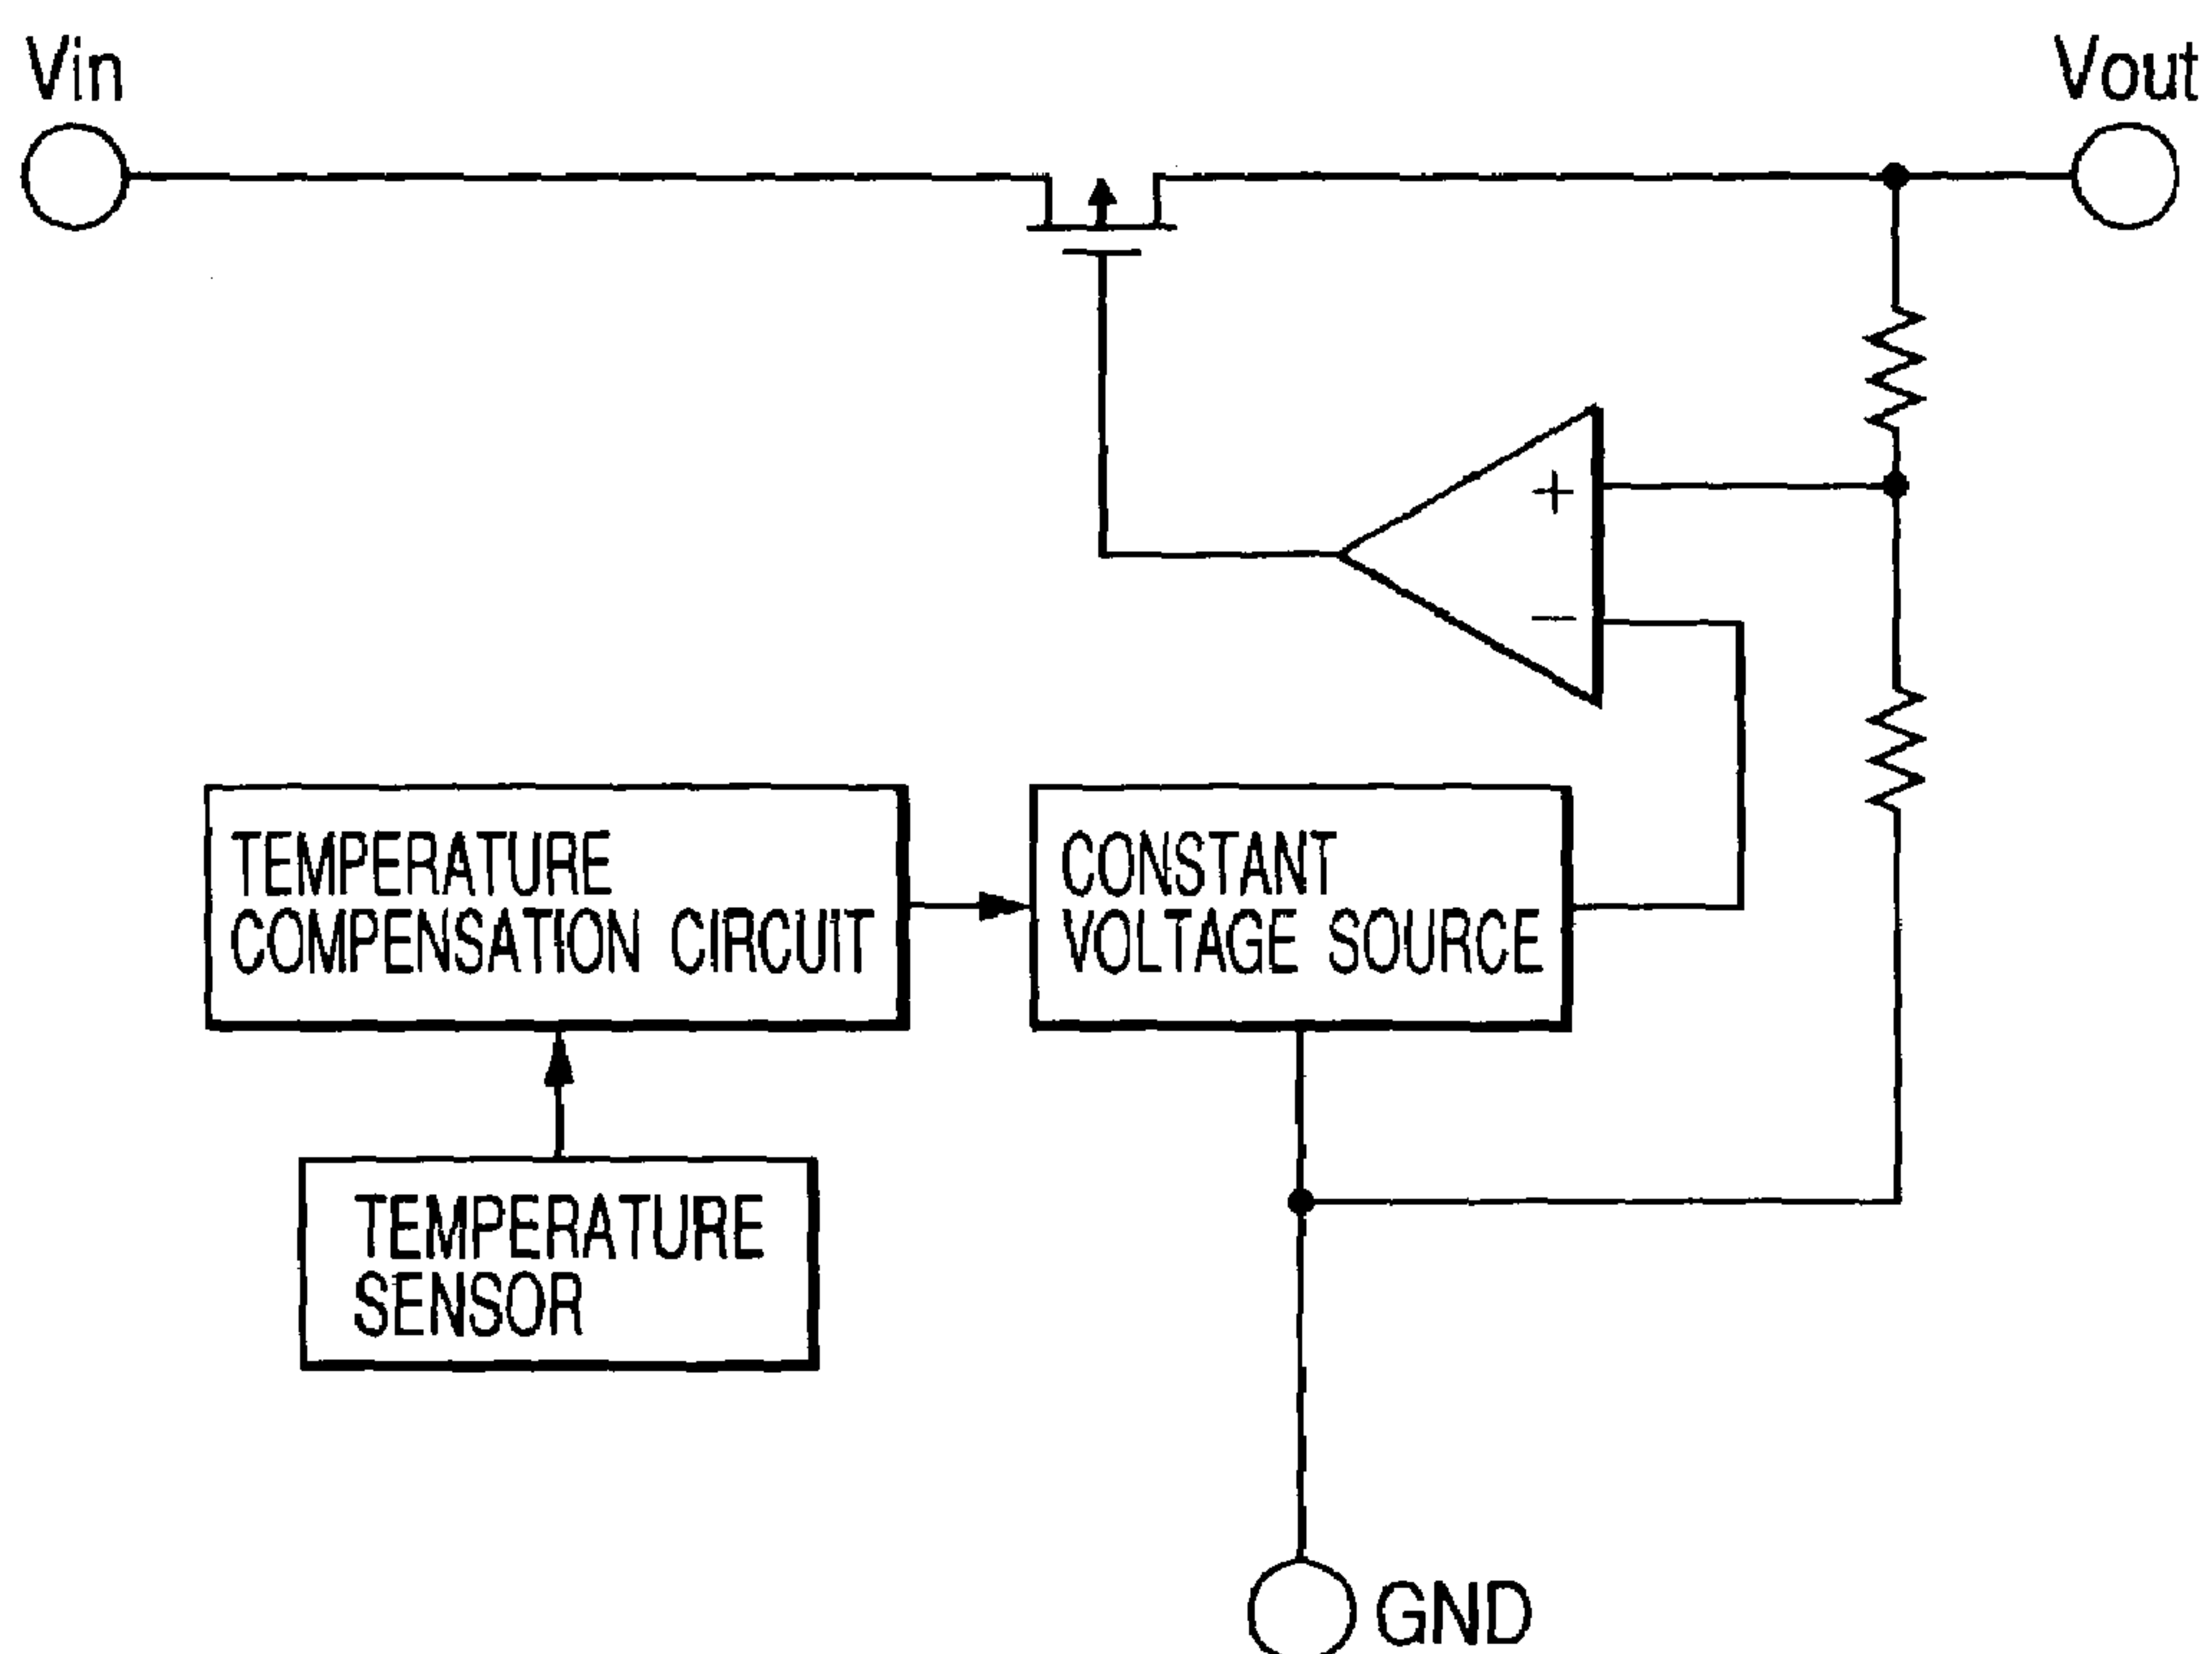 Vin
Vout
+
−
TEMPERATURE
COMPENSATION CIRCUIT
CONSTANT
VOLTAGE SOURCE
TEMPERATURE
SENSOR
GND